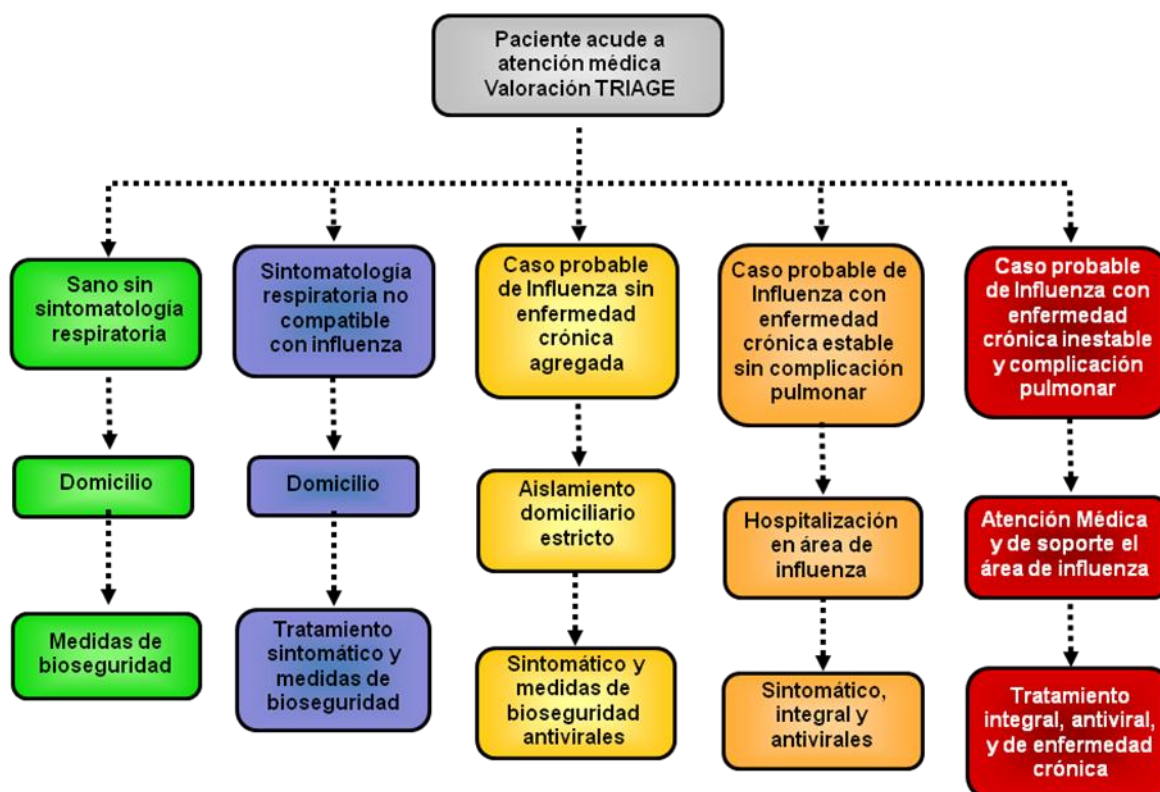 Paciente acude a
atención médica
Valoración TRIAGE
Sano sin
sintomatología
respiratoria
Sintomatología
respiratoria no
compatible
con influenza
Caso probable
de Influenza sin
enfermedad
crónica
agregada
Caso probable de
Influenza con
enfermedad
crónica estable
sin complicación
pulmonar
Caso probable
de Influenza con
enfermedad
crónica inestable
y complicación
pulmonar
Domicilio
Domicilio
Aislamiento
domiciliario
estricto
Hospitalización
en área de
influenza
Atención Médica
y de soporte el
área de influenza
Medidas de
bioseguridad
Tratamiento
sintomático y
medidas de
bioseguridad
Sintomático y
medidas de
bioseguridad
antivirales
Sintomático,
integral y
antivirales
Tratamiento
integral, antiviral,
y de enfermedad
crónica